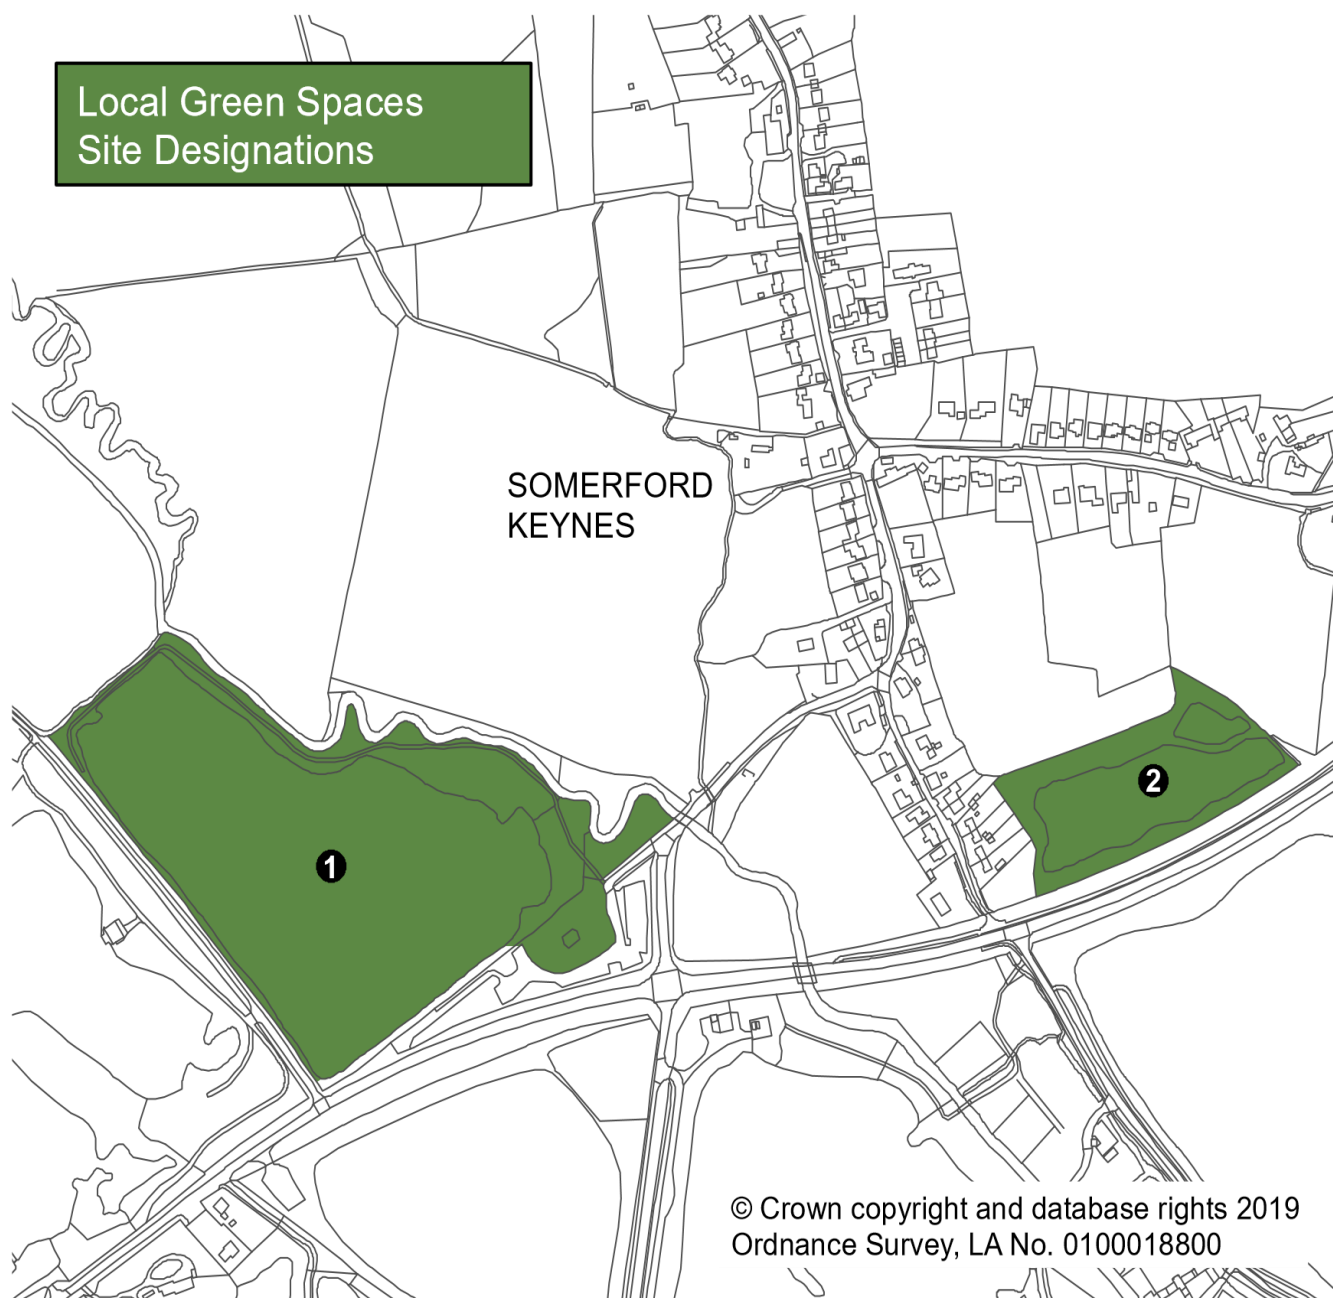 Local Green Spaces
Site Designations
SOMERFORD
KEYNES
1
2
© Crown copyright and database rights 2019
Ordnance Survey, LA No. 0100018800